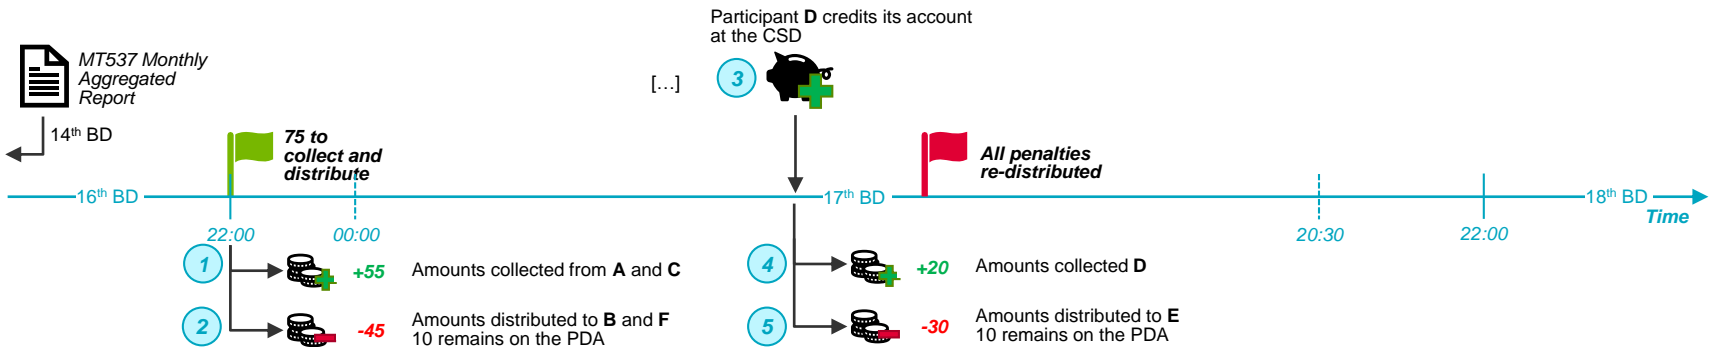 Participant D credits its account
at the CSD
MT537 Monthly
Aggregated
Report
[...]
3
14th BD
75 to
collect and
distribute
All penalties
re-distributed
16th BD
17th BD
18th BD
Time
22:00
00:00
20:30
22:00
1
+55
Amounts collected from A and C
4
+20
Amounts collected D
2
-45
Amounts distributed to B and F
10 remains on the PDA
5
-30
Amounts distributed to E
10 remains on the PDA